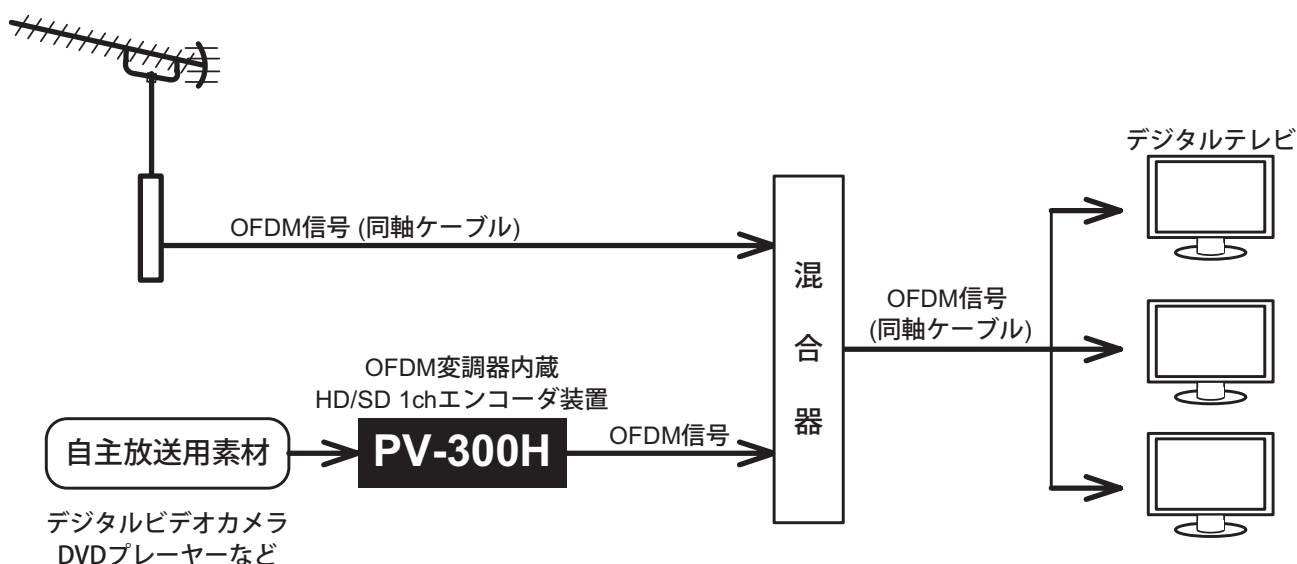 デジタルテレビ
OFDM信号 (同軸ケーブル)
混
合
器
OFDM信号
(同軸ケーブル)
OFDM変調器内蔵
HD/SD 1chエンコーダ装置
自主放送用素材
PV-300H
OFDM信号
デジタルビデオカメラ
DVDプレーヤーなど